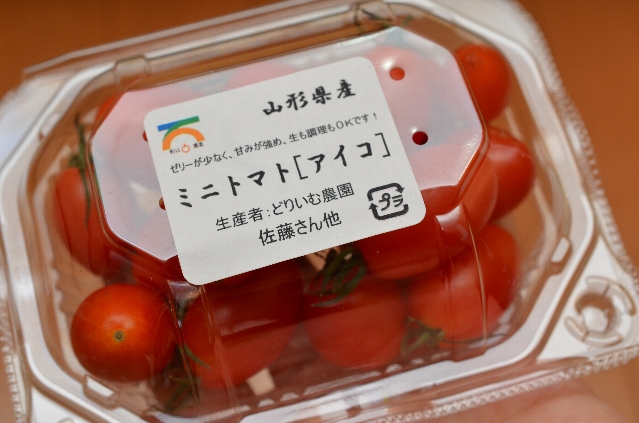 山形県産
ゼリーが少なく、甘みが強め、生も調理もOKです！
ミニトマト[アイコ]
生産者:どりいむ農園
佐藤さん他
プラ